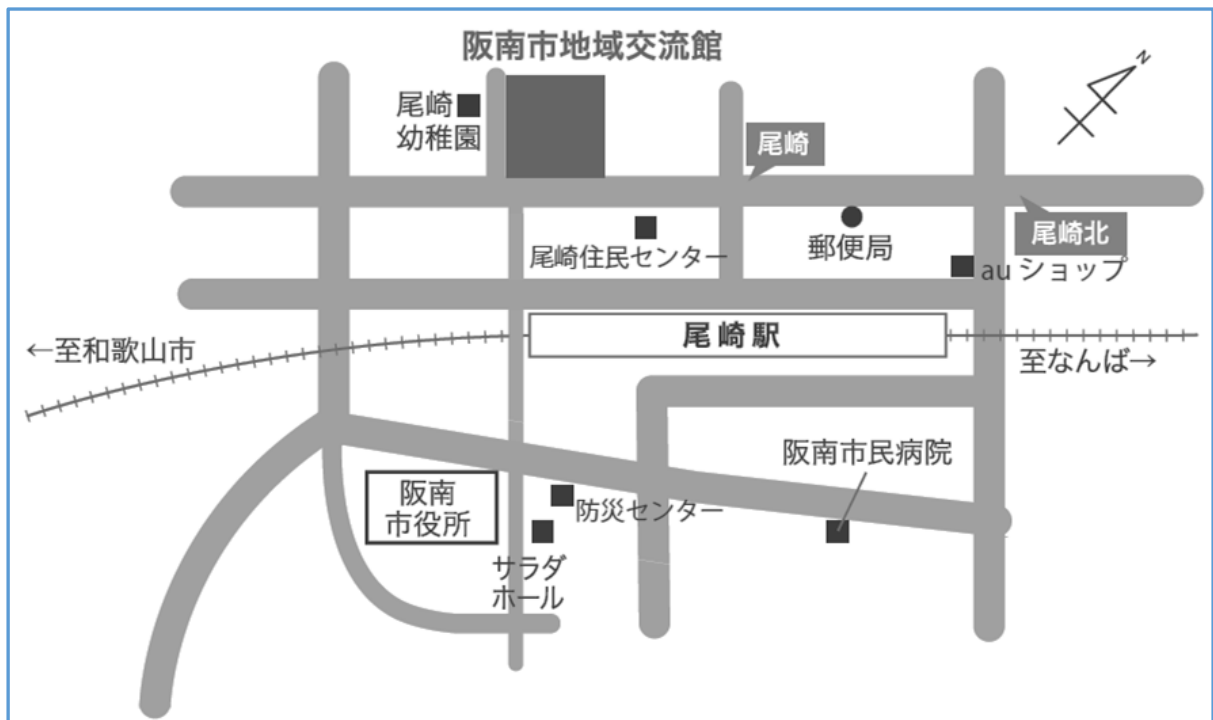 阪南市地域交流館
N
尾崎
幼稚園
尾崎
尾崎住民センター
郵便局
尾崎北
au ショップ
尾崎駅
←至和歌山市
至なんば→
阪南市民病院
阪南
市役所
防災センター
サラダ
ホール